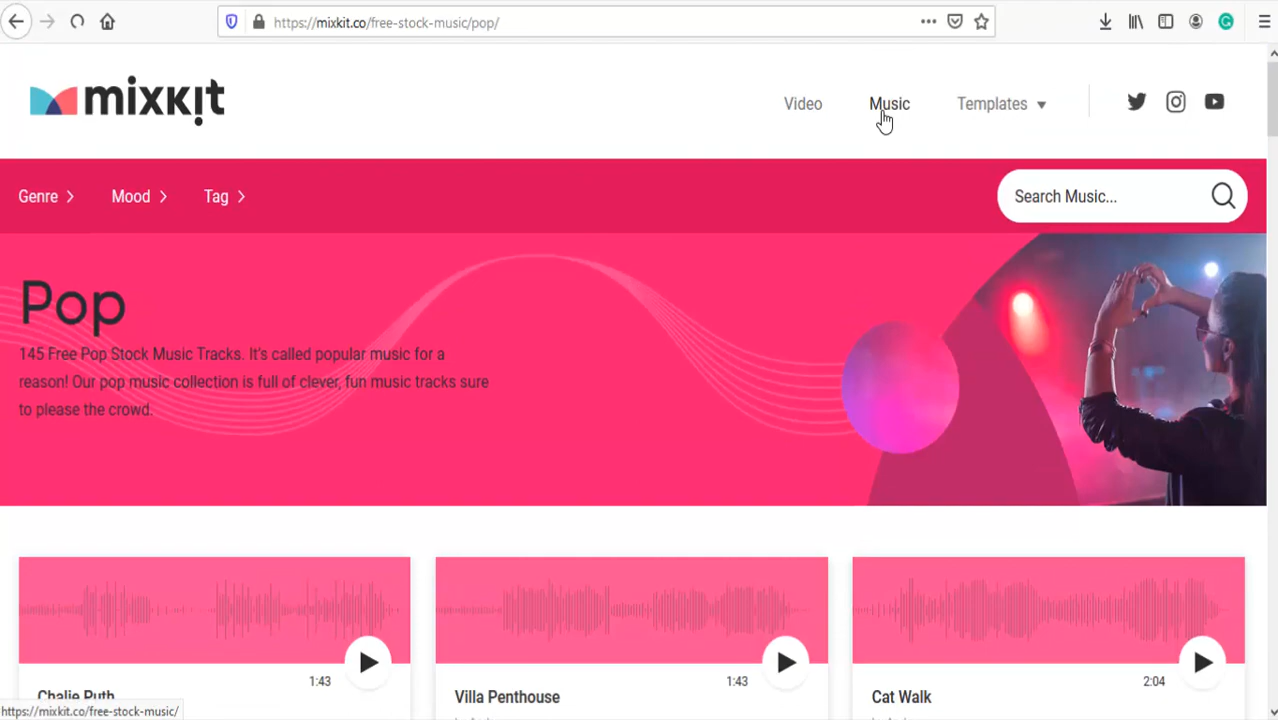 https://mixkit.co/free-stock-music/pop/
mixkit
Video
Music
Templates
Genre
Mood
Tag
Search Music...
Pop
145 Free Pop Stock Music Tracks. It's called popular music for a
reason! Our pop music collection is full of clever, fun music tracks sure
to please the crowd.
1:43
Chalie Puth
1:43
Villa Penthouse
2:04
Cat Walk
https://mixkit.co/free-stock-music/